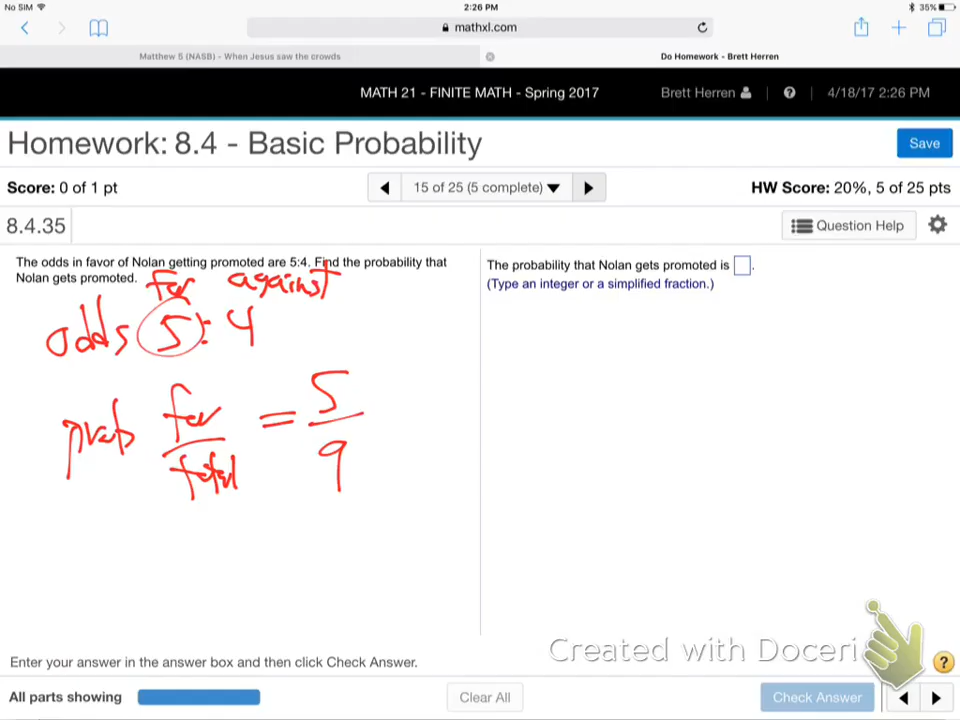 No SIM 2:26 PM 35%
mathxl.com
Matthew 5 (NASB) - When Jesus saw the crowds Do Homework - Brett Herren
MATH 21 - FINITE MATH - Spring 2017 Brett Herren ? 4/18/17 2:26 PM
Homework: 8.4 - Basic Probability Save
Score: 0 of 1 pt 15 of 25 (5 complete) HW Score: 20%, 5 of 25 pts
8.4.35 Question Help
The odds in favor of Nolan getting promoted are 5:4. Find the probability that
Nolan gets promoted.
for against
odds 5 : 4
prob for/total = 5/9
The probability that Nolan gets promoted is .
(Type an integer or a simplified fraction.)
Created with Doceri
Enter your answer in the answer box and then click Check Answer. ?
All parts showing Clear All Check Answer